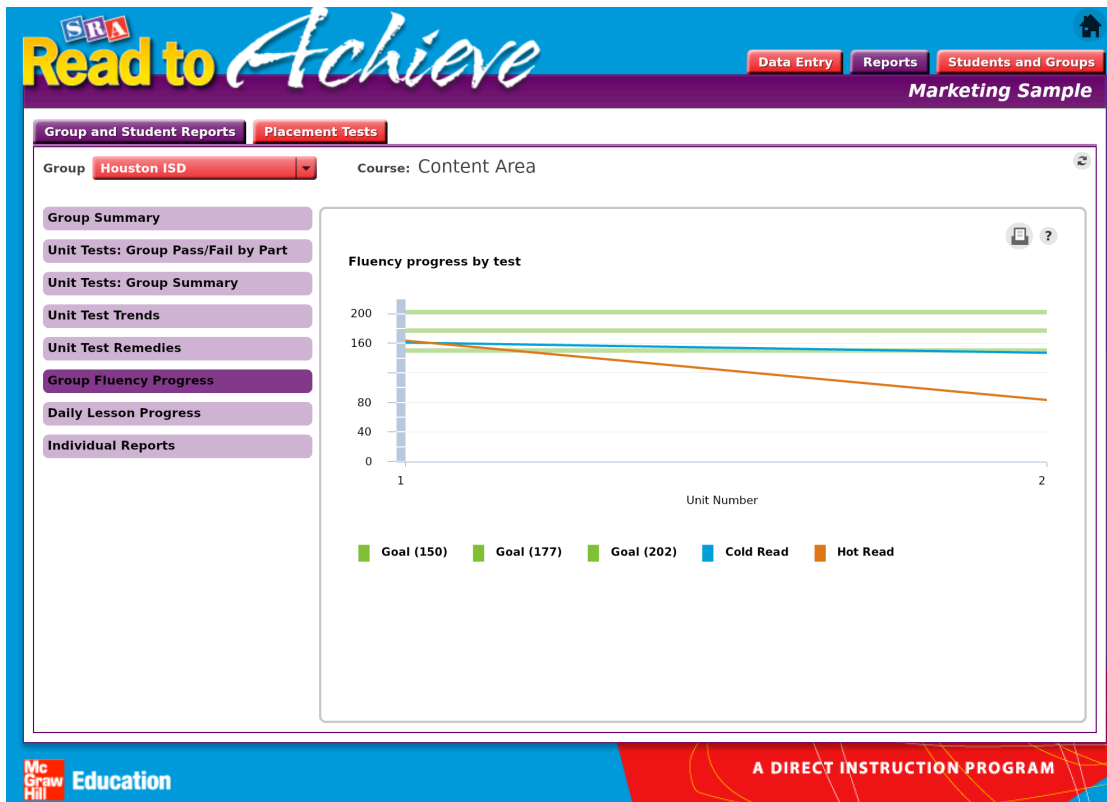 SRA
Read to Achieve
Data Entry Reports Students and Groups
Marketing Sample
Group and Student Reports Placement Tests
Group Houston ISD Course: Content Area
Group Summary
Unit Tests: Group Pass/Fail by Part
Unit Tests: Group Summary
Unit Test Trends
Unit Test Remedies
Group Fluency Progress
Daily Lesson Progress
Individual Reports
?
Fluency progress by test
200
160
80
40
0
1 2
Unit Number
Goal (150) Goal (177) Goal (202) Cold Read Hot Read
Mc
Graw
Hill
Education
A DIRECT INSTRUCTION PROGRAM